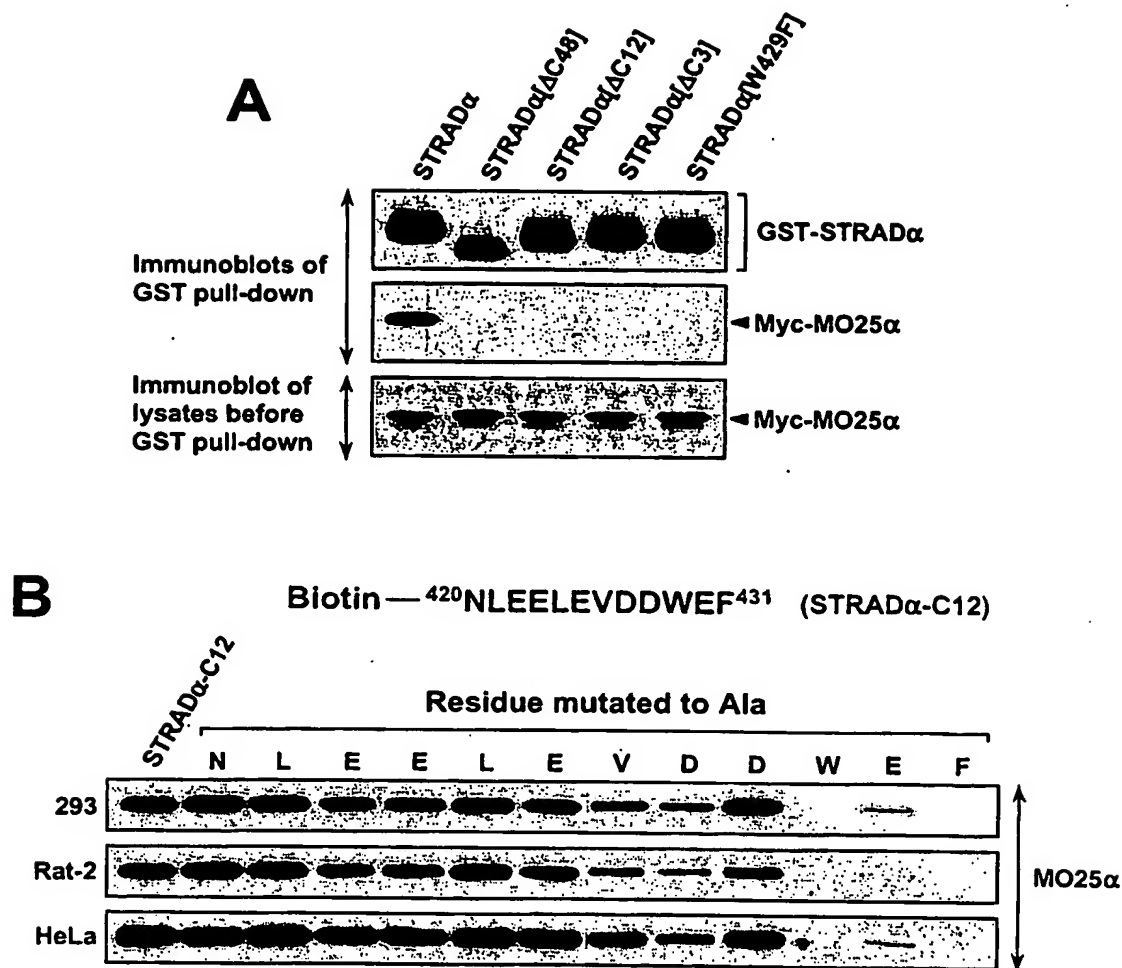 A
STRADα
STRADα[ΔC48]
STRADα[ΔC12]
STRADα[ΔC3]
STRADα[W429F]
Immunoblots of
GST pull-down
GST-STRADα
Myc-MO25α
Immunoblot of
lysates before
GST pull-down
Myc-MO25α
B
Biotin — ⁴²⁰NLEELEVDDWEF⁴³¹ (STRADα-C12)
STRADα-C12
Residue mutated to Ala
N L E E L E V D D W E F
293
Rat-2
HeLa
MO25α